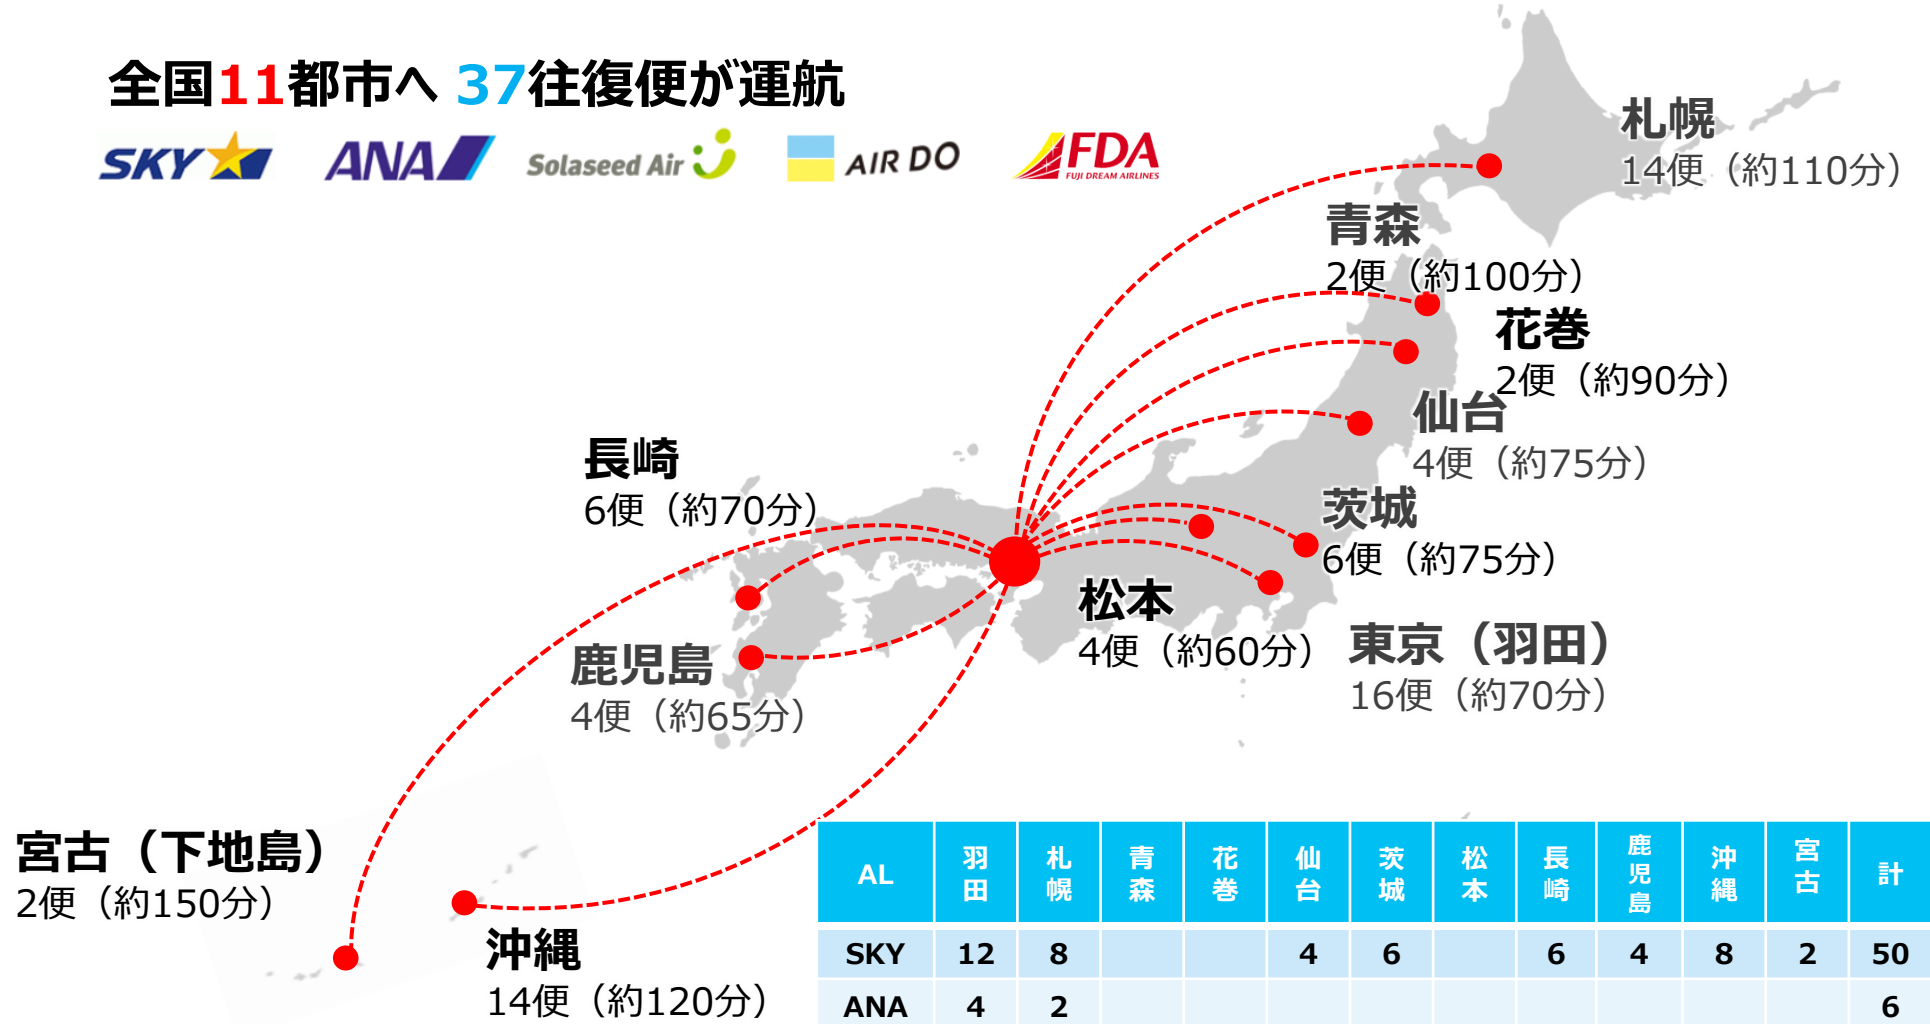 全国11都市へ 37往復便が運航
SKY
ANA
Solaseed Air
AIR DO
FDA
FUJI DREAM AIRLINES
札幌
14便（約110分）
青森
2便（約100分）
花巻
2便（約90分）
仙台
4便（約75分）
長崎
6便（約70分）
茨城
6便（約75分）
松本
4便（約60分）
東京（羽田）
16便（約70分）
鹿児島
4便（約65分）
宮古（下地島）
2便（約150分）
沖縄
14便（約120分）
AL 羽田 札幌 青森 花巻 仙台 茨城 松本 長崎 鹿児島 沖縄 宮古 計
SKY 12 8 4 6 6 4 8 2 50
ANA 4 2 6